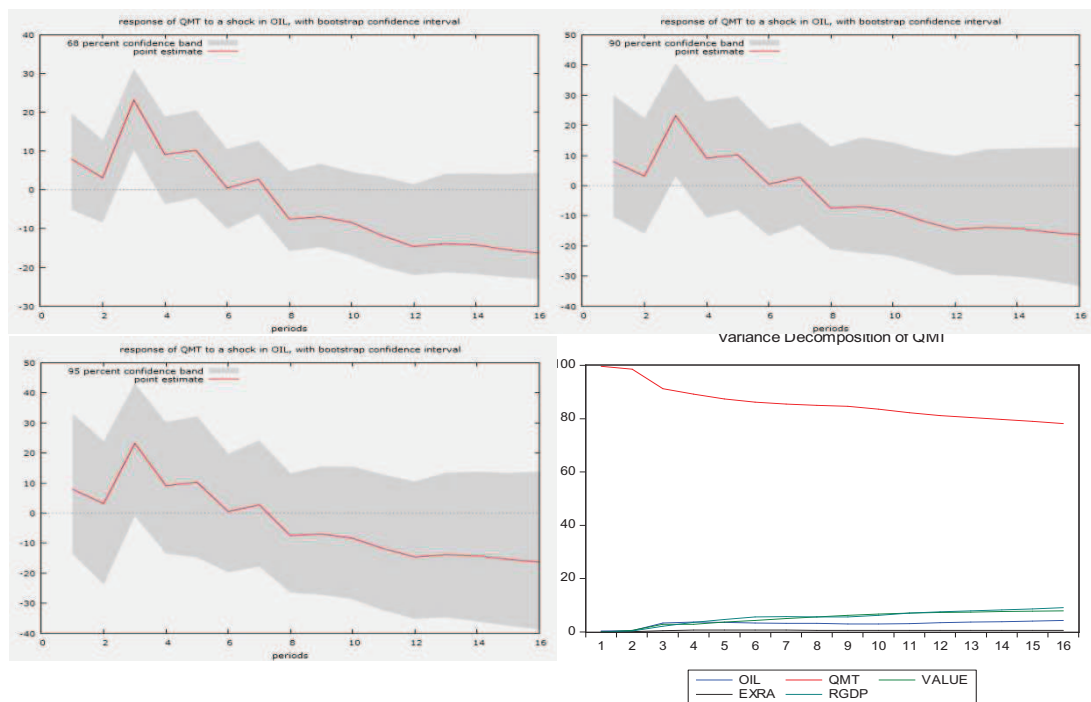 response of QMT to a shock in OIL, with bootstrap confidence interval
68 percent confidence band
point estimate
40
30
20
10
0
-10
-20
-30
0 2 4 6 8 10 12 14 16
periods
response of QMT to a shock in OIL, with bootstrap confidence interval
90 percent confidence band
point estimate
50
40
30
20
10
0
-10
-20
-30
-40
0 2 4 6 8 10 12 14 16
periods
response of QMT to a shock in OIL, with bootstrap confidence interval
95 percent confidence band
point estimate
50
40
30
20
10
0
-10
-20
-30
-40
0 2 4 6 8 10 12 14 16
periods
Variance Decomposition of QMT
100
80
60
40
20
0
1 2 3 4 5 6 7 8 9 10 11 12 13 14 15 16
OIL QMT VALUE
EXRA RGDP